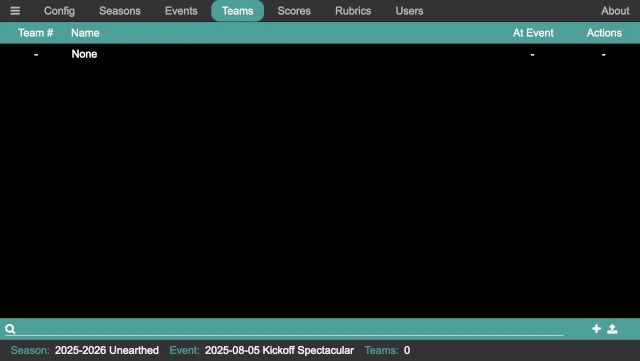 Config Seasons Events Teams Scores Rubrics Users About
Team # Name At Event Actions
- None - -
Season: 2025-2026 Unearthed Event: 2025-08-05 Kickoff Spectacular Teams: 0